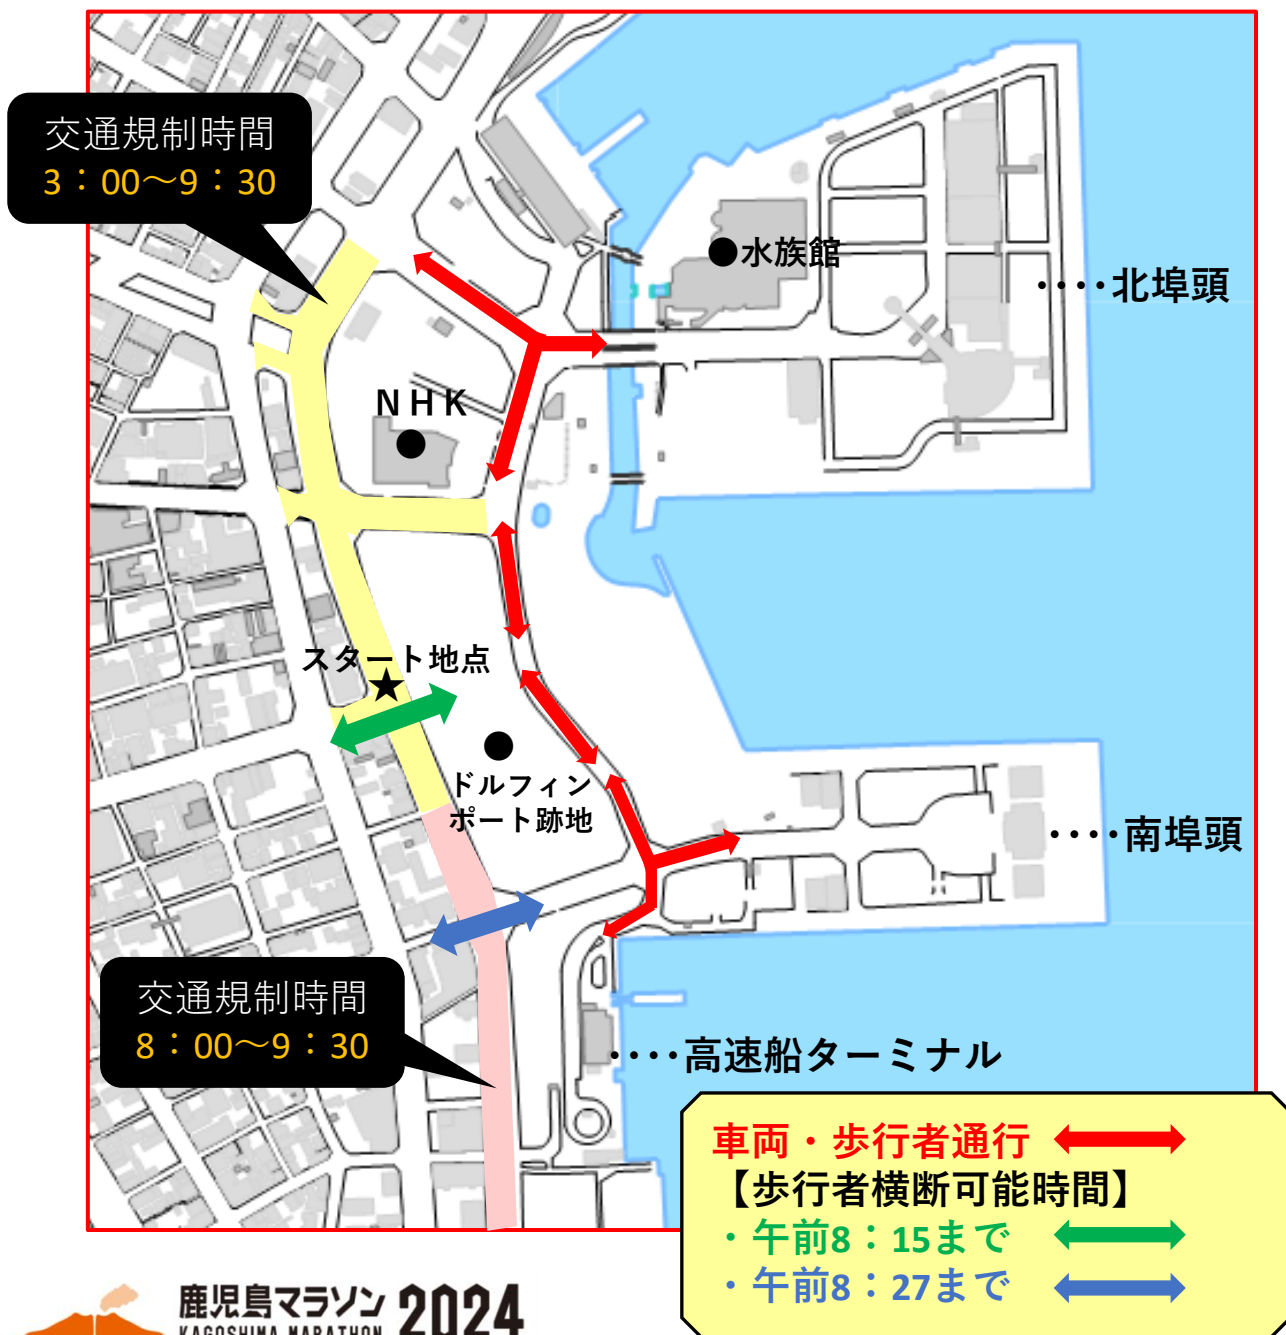 交通規制時間
3：00～9：30
水族館
‥‥北埠頭
ＮＨＫ
スタート地点
ドルフィン
ポート跡地
‥‥南埠頭
交通規制時間
8：00～9：30
‥‥高速船ターミナル
車両・歩行者通行
【歩行者横断可能時間】
・午前8：15まで
・午前8：27まで
鹿児島マラソン 2024
KAGOSHIMA MARATHON